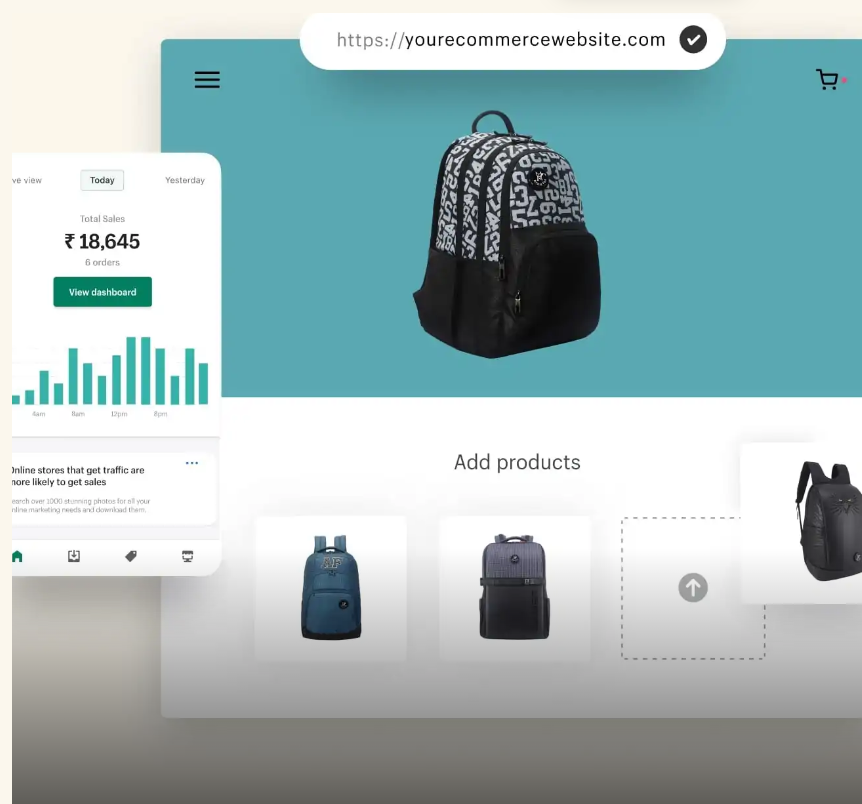 https://yourecommercewebsite.com
ve view Today Yesterday
Total Sales
₹ 18,645
6 orders
View dashboard
4am 8am 12pm 8pm
Online stores that get traffic are
more likely to get sales
earch over 1000 stunning photos for all your
nline marketing needs and download them.
Add products
AF